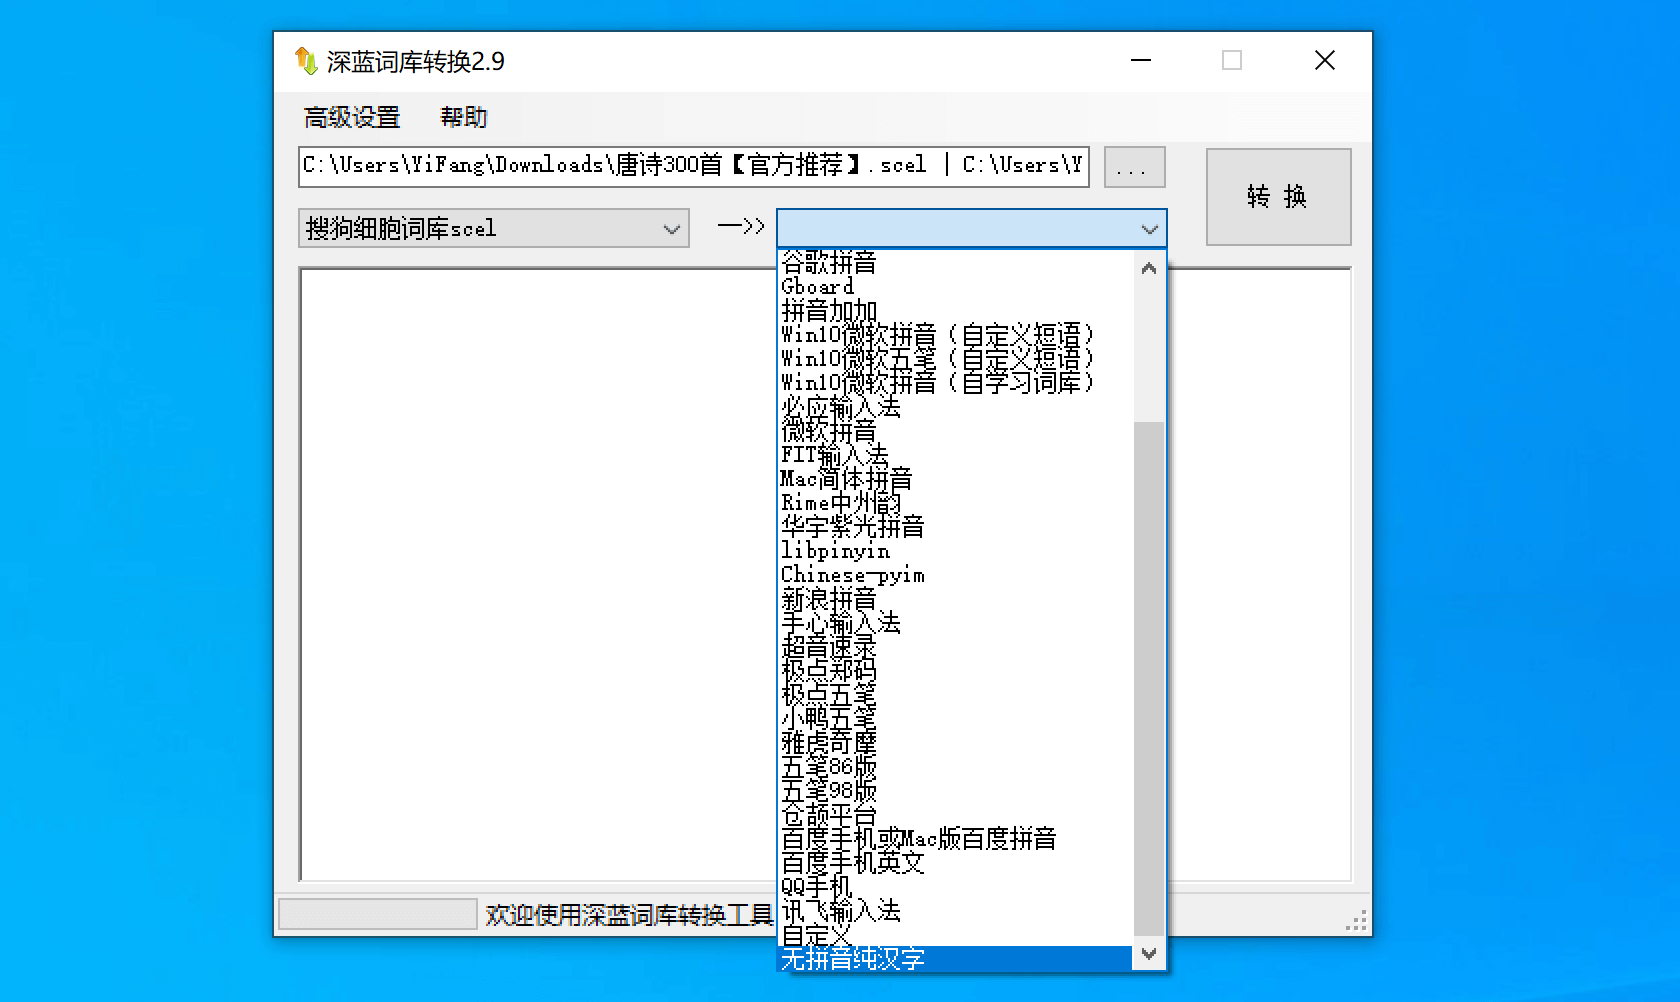 深蓝词库转换2.9
高级设置 帮助
C:\Users\YiFang\Downloads\唐诗300首【官方推荐】.scel | C:\Users\Y
...
转 换
搜狗细胞词库scel
—>>
谷歌拼音
Gboard
拼音加加
Win10微软拼音（自定义短语）
Win10微软五笔（自定义短语）
Win10微软拼音（自学习词库）
必应输入法
微软拼音
FIT输入法
Mac简体拼音
Rime中州韵
华宇紫光拼音
libpinyin
Chinese-pyim
新浪拼音
手心输入法
超音速录
极点郑码
极点五笔
小鸭五笔
雅虎奇摩
五笔86版
五笔98版
仓颉平台
百度手机或Mac版百度拼音
百度手机英文
QQ手机
讯飞输入法
自定义
无拼音纯汉字
欢迎使用深蓝词库转换工具